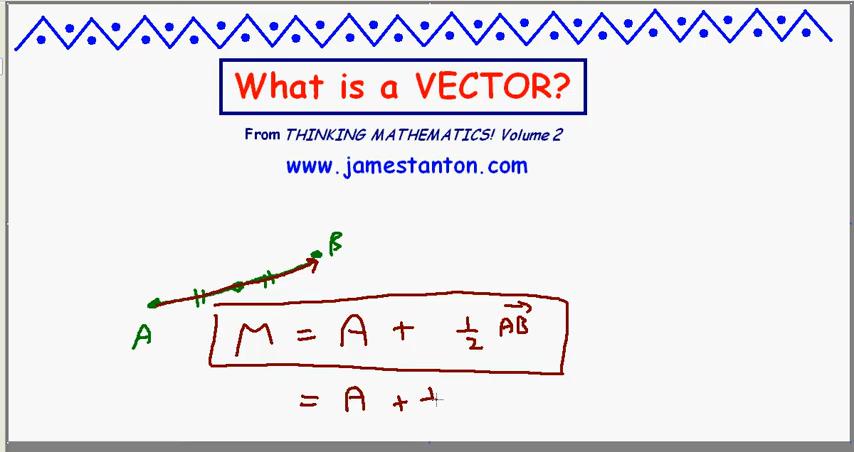 What is a VECTOR?
From THINKING MATHEMATICS! Volume 2
www.jamestanton.com
B
A
M = A + 1/2 AB
= A +